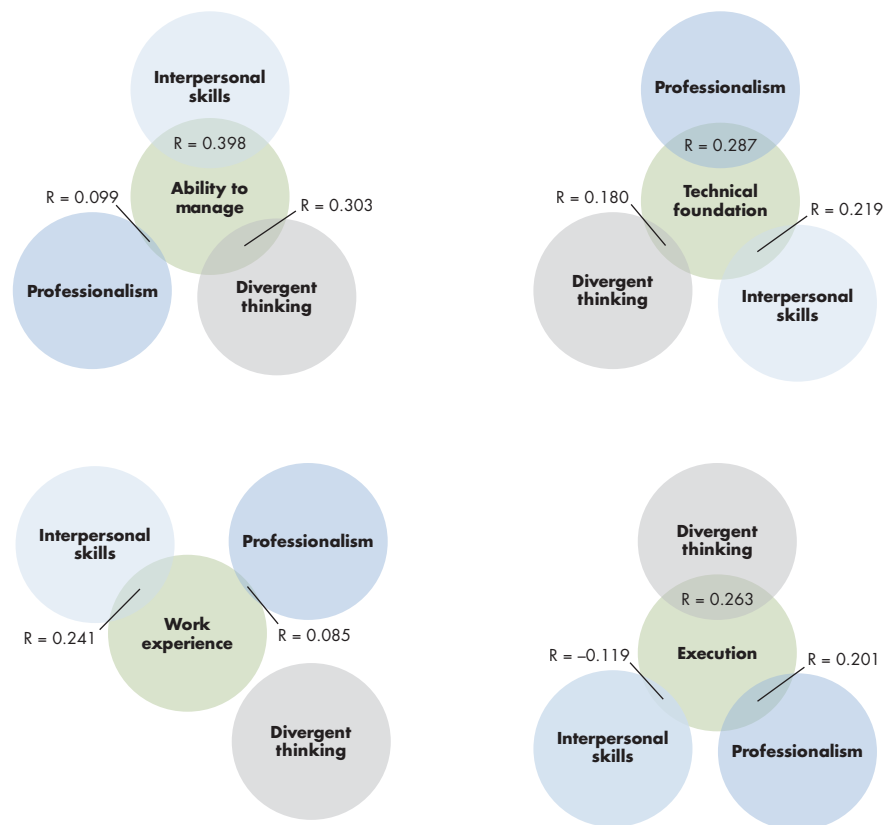 Interpersonal
skills
R = 0.398
R = 0.099
Ability to
manage
R = 0.303
Professionalism
Divergent
thinking
Professionalism
R = 0.287
R = 0.180
Technical
foundation
R = 0.219
Divergent
thinking
Interpersonal
skills
Interpersonal
skills
Professionalism
R = 0.241
Work
experience
R = 0.085
Divergent
thinking
Divergent
thinking
R = 0.263
R = –0.119
Execution
R = 0.201
Interpersonal
skills
Professionalism